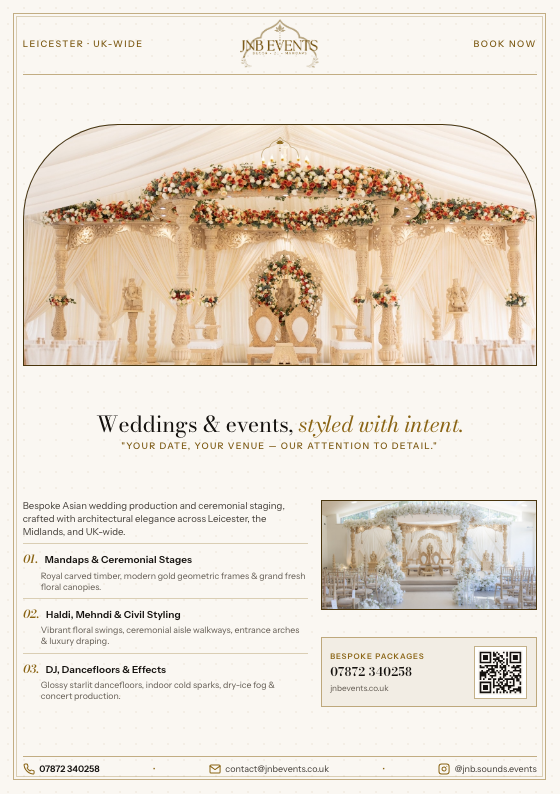 LEICESTER · UK-WIDE
JNB EVENTS
BOOK NOW
Weddings & events, styled with intent.
"YOUR DATE, YOUR VENUE — OUR ATTENTION TO DETAIL."
Bespoke Asian wedding production and ceremonial staging,
crafted with architectural elegance across Leicester, the
Midlands, and UK-wide.
01. Mandaps & Ceremonial Stages
Royal carved timber, modern gold geometric frames & grand fresh
floral canopies.
02. Haldi, Mehndi & Civil Styling
Vibrant floral swings, ceremonial aisle walkways, entrance arches
& luxury draping.
03. DJ, Dancefloors & Effects
Glossy starlit dancefloors, indoor cold sparks, dry-ice fog &
concert production.
BESPOKE PACKAGES
07872 340258
jnbevents.co.uk
07872 340258 · contact@jnbevents.co.uk · @jnb.sounds.events